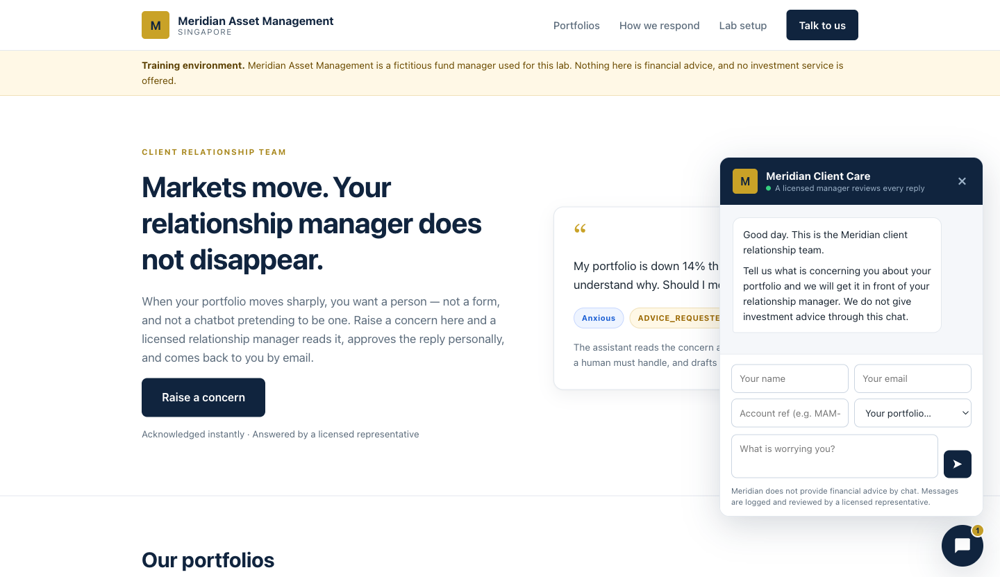 M
Meridian Asset Management
SINGAPORE
Portfolios
How we respond
Lab setup
Talk to us
Training environment. Meridian Asset Management is a fictitious fund manager used for this lab. Nothing here is financial advice, and no investment service is
offered.
CLIENT RELATIONSHIP TEAM
Markets move. Your
relationship manager does
not disappear.
When your portfolio moves sharply, you want a person — not a form,
and not a chatbot pretending to be one. Raise a concern here and a
licensed relationship manager reads it, approves the reply personally,
and comes back to you by email.
Raise a concern
Acknowledged instantly · Answered by a licensed representative
“
My portfolio is down 14% th
understand why. Should I m
Anxious
ADVICE_REQUESTE
The assistant reads the concern a
a human must handle, and drafts
M
Meridian Client Care
A licensed manager reviews every reply
✕
Good day. This is the Meridian client
relationship team.
Tell us what is concerning you about your
portfolio and we will get it in front of your
relationship manager. We do not give
investment advice through this chat.
Your name
Your email
Account ref (e.g. MAM-
Your portfolio…
What is worrying you?
Meridian does not provide financial advice by chat. Messages
are logged and reviewed by a licensed representative.
1
Our portfolios